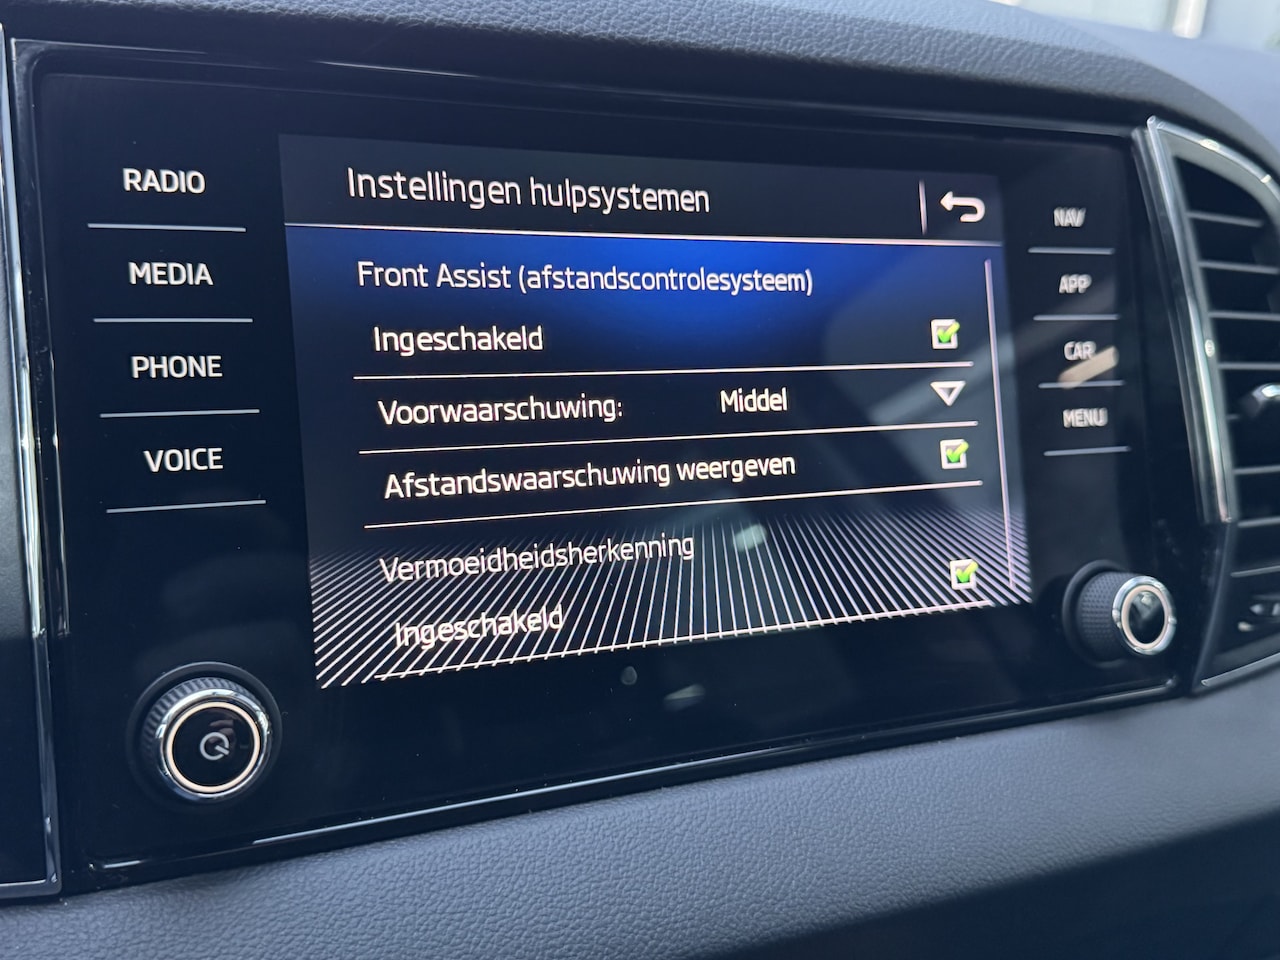 RADIO
MEDIA
PHONE
VOICE
Instellingen hulpsystemen
Front Assist (afstandscontrolesysteem)
Ingeschakeld
Voorwaarschuwing: Middel
Afstandswaarschuwing weergeven
Vermoeidheidsherkenning
Ingeschakeld
NAV
APP
CAR
MENU